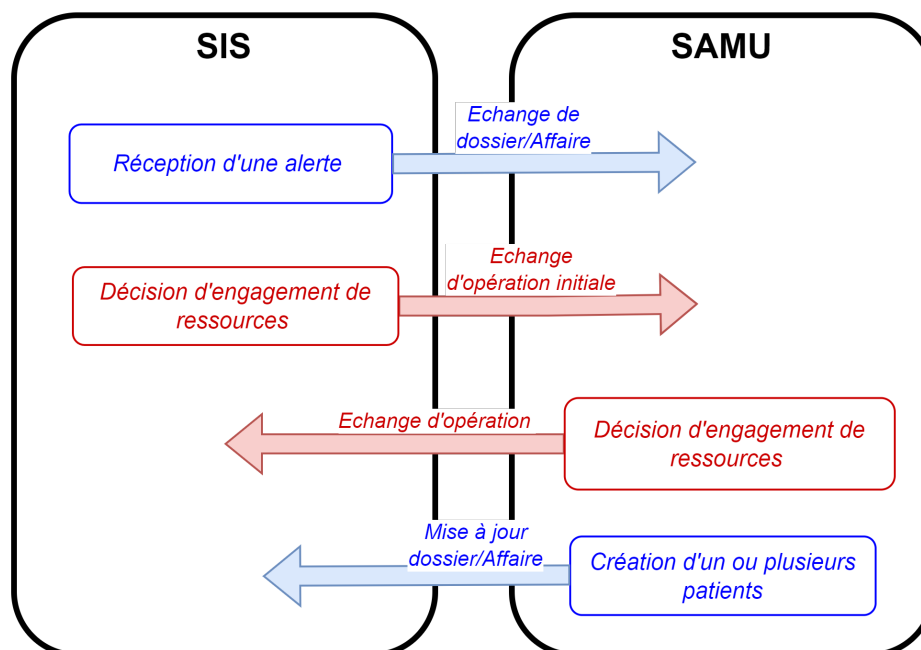 SIS
SAMU
Echange de
dossier/Affaire
Réception d'une alerte
Echange
d'opération initiale
Décision d'engagement de
ressources
Echange d'opération
Décision d'engagement de
ressources
Mise à jour
dossier/Affaire
Création d'un ou plusieurs
patients